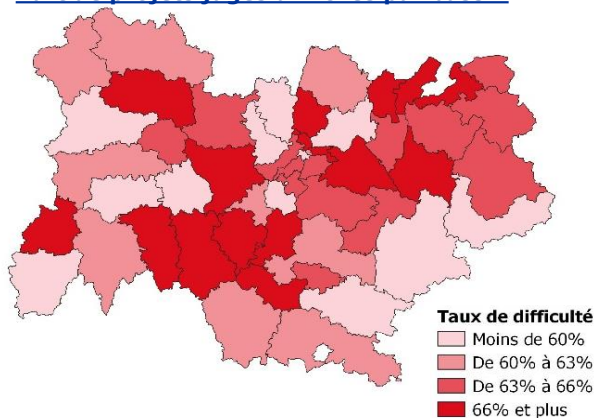 Taux de difficulté
Moins de 60%
De 60% à 63%
De 63% à 66%
66% et plus